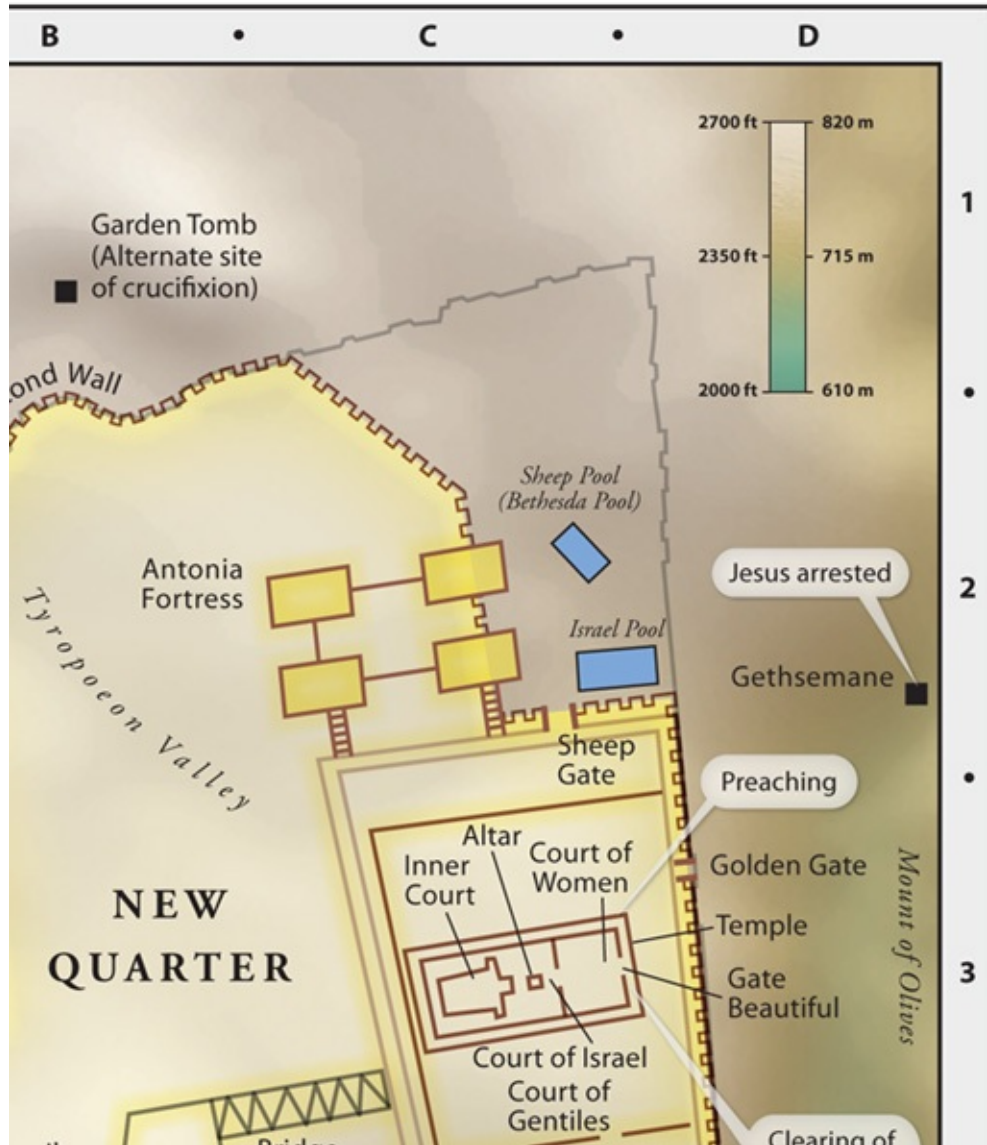 B
C
D
2700 ft
820 m
2350 ft
715 m
2000 ft
610 m
1
Garden Tomb
(Alternate site
of crucifixion)
Wall
Sheep Pool
(Bethesda Pool)
Antonia
Fortress
Jesus arrested
2
Israel Pool
Gethsemane
Tyropoeon Valley
Sheep
Gate
Preaching
Altar
Inner
Court
Court of
Women
Golden Gate
Mount of Olives
NEW
QUARTER
Temple
Gate
Beautiful
3
Court of Israel
Court of
Gentiles
Clearing of
Bridge